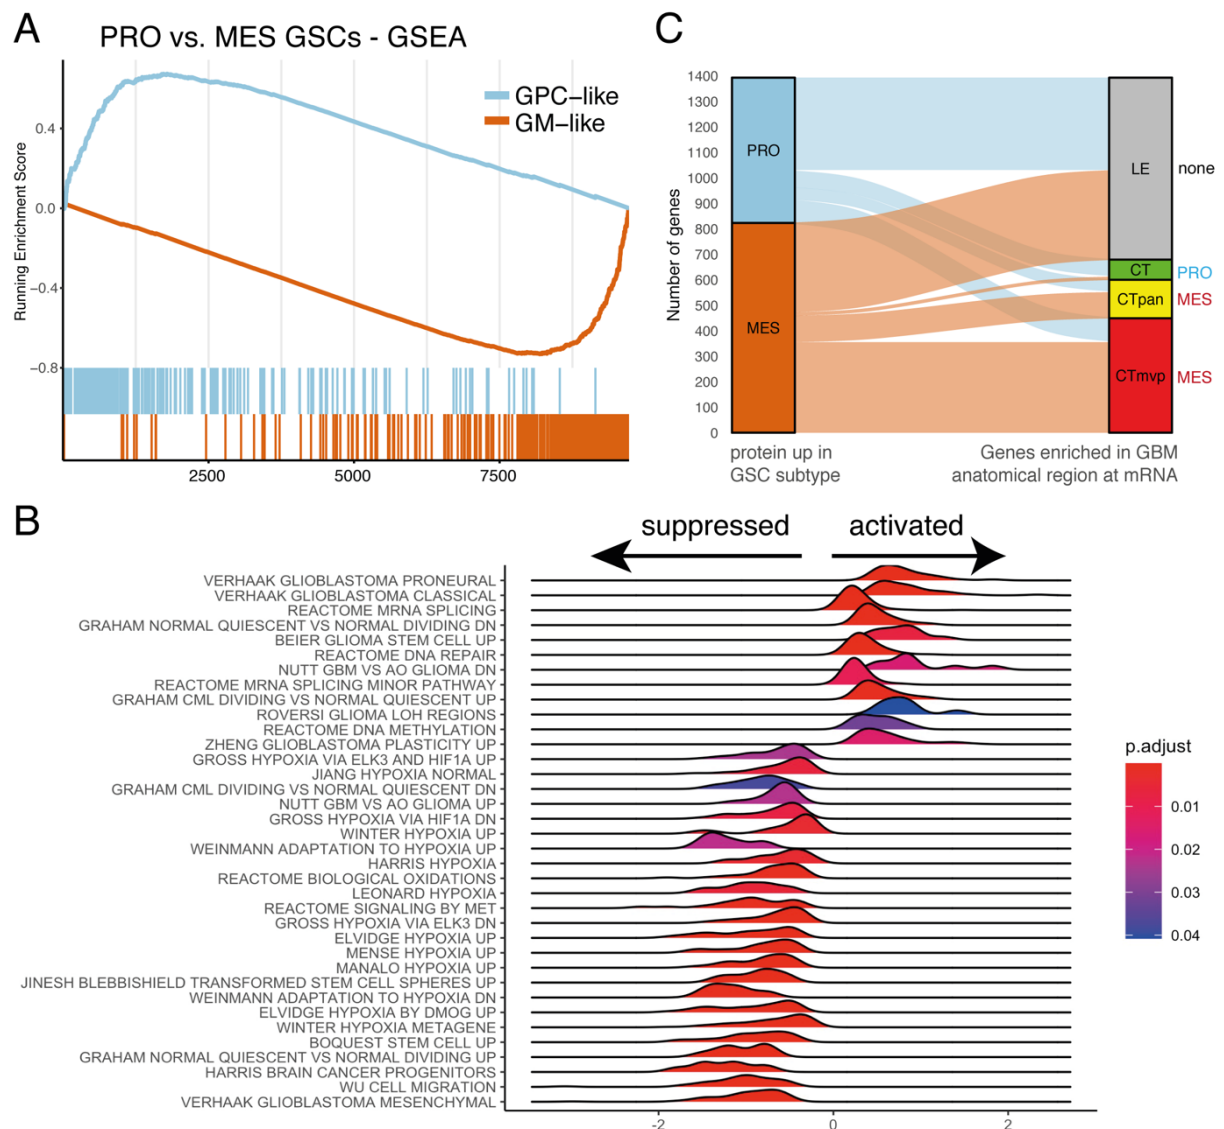 A
PRO vs. MES GSCs - GSEA
GPC-like
GM-like
Running Enrichment Score
0.4
0.0
-0.4
-0.8
2500
5000
7500
C
Number of genes
1400
1300
1200
1100
1000
900
800
700
600
500
400
300
200
100
0
PRO
MES
LE
CT
CTpan
CTmvp
none
PRO
MES
MES
protein up in
GSC subtype
Genes enriched in GBM
anatomical region at mRNA
B
suppressed
activated
VERHAAK GLIOBLASTOMA PRONEURAL
VERHAAK GLIOBLASTOMA CLASSICAL
REACTOME MRNA SPLICING
GRAHAM NORMAL QUIESCENT VS NORMAL DIVIDING DN
BEIER GLIOMA STEM CELL UP
REACTOME DNA REPAIR
NUTT GBM VS AO GLIOMA DN
REACTOME MRNA SPLICING MINOR PATHWAY
GRAHAM CML DIVIDING VS NORMAL QUIESCENT UP
ROVERSI GLIOMA LOH REGIONS
REACTOME DNA METHYLATION
ZHENG GLIOBLASTOMA PLASTICITY UP
GROSS HYPOXIA VIA ELK3 AND HIF1A UP
JIANG HYPOXIA NORMAL
GRAHAM CML DIVIDING VS NORMAL QUIESCENT DN
NUTT GBM VS AO GLIOMA UP
GROSS HYPOXIA VIA HIF1A DN
WINTER HYPOXIA UP
WEINMANN ADAPTATION TO HYPOXIA UP
HARRIS HYPOXIA
REACTOME BIOLOGICAL OXIDATIONS
LEONARD HYPOXIA
REACTOME SIGNALING BY MET
GROSS HYPOXIA VIA ELK3 DN
ELVIDGE HYPOXIA UP
MENSE HYPOXIA UP
MANALO HYPOXIA UP
JINESH BLEBBISHIELD TRANSFORMED STEM CELL SPHERES UP
WEINMANN ADAPTATION TO HYPOXIA DN
ELVIDGE HYPOXIA BY DMOG UP
WINTER HYPOXIA METAGENE
BOQUEST STEM CELL UP
GRAHAM NORMAL QUIESCENT VS NORMAL DIVIDING UP
HARRIS BRAIN CANCER PROGENITORS
WU CELL MIGRATION
VERHAAK GLIOBLASTOMA MESENCHYMAL
-2
0
2
p.adjust
0.01
0.02
0.03
0.04